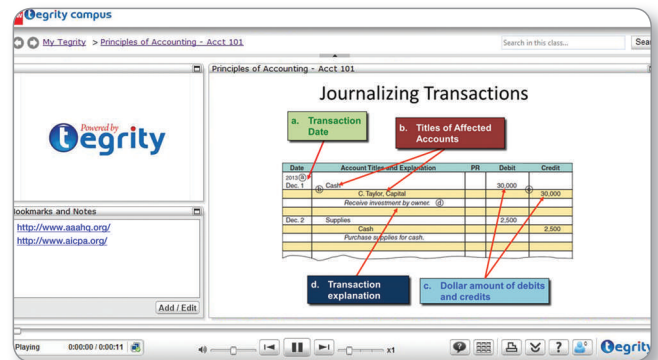 tegrity campus
My Tegrity > Principles of Accounting - Acct 101
Search in this class...
Sea
Principles of Accounting - Acct 101
Powered by
tegrity
Journalizing Transactions
a. Transaction
Date
b. Titles of Affected
Accounts
Date Account Titles and Explanation PR Debit Credit
2013 (a)
Dec. 1 (b) Cash 30,000 (c)
C. Taylor, Capital 30,000
Receive investment by owner. (d)
Dec. 2 Supplies 2,500
Cash 2,500
Purchase supplies for cash.
d. Transaction
explanation
c. Dollar amount of debits
and credits
Bookmarks and Notes
http://www.aaahq.org/
http://www.aicpa.org/
Add / Edit
Playing 0:00:00 / 0:00:11
x1
?
?
tegrity